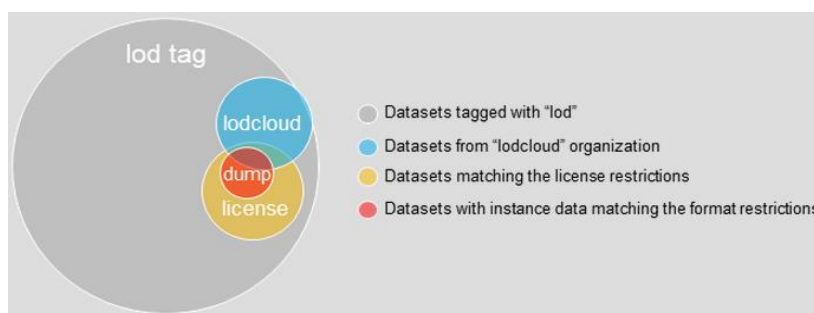 lod tag
lodcloud
dump
license
Datasets tagged with “lod”
Datasets from “lodcloud” organization
Datasets matching the license restrictions
Datasets with instance data matching the format restrictions